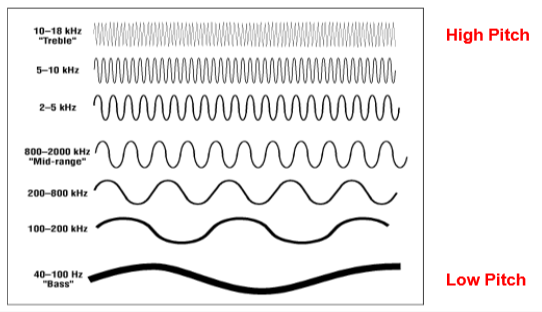 10–18 kHz
"Treble"
High Pitch
5–10 kHz
2–5 kHz
800–2000 kHz
"Mid-range"
200–800 kHz
100–200 kHz
40–100 Hz
"Bass"
Low Pitch